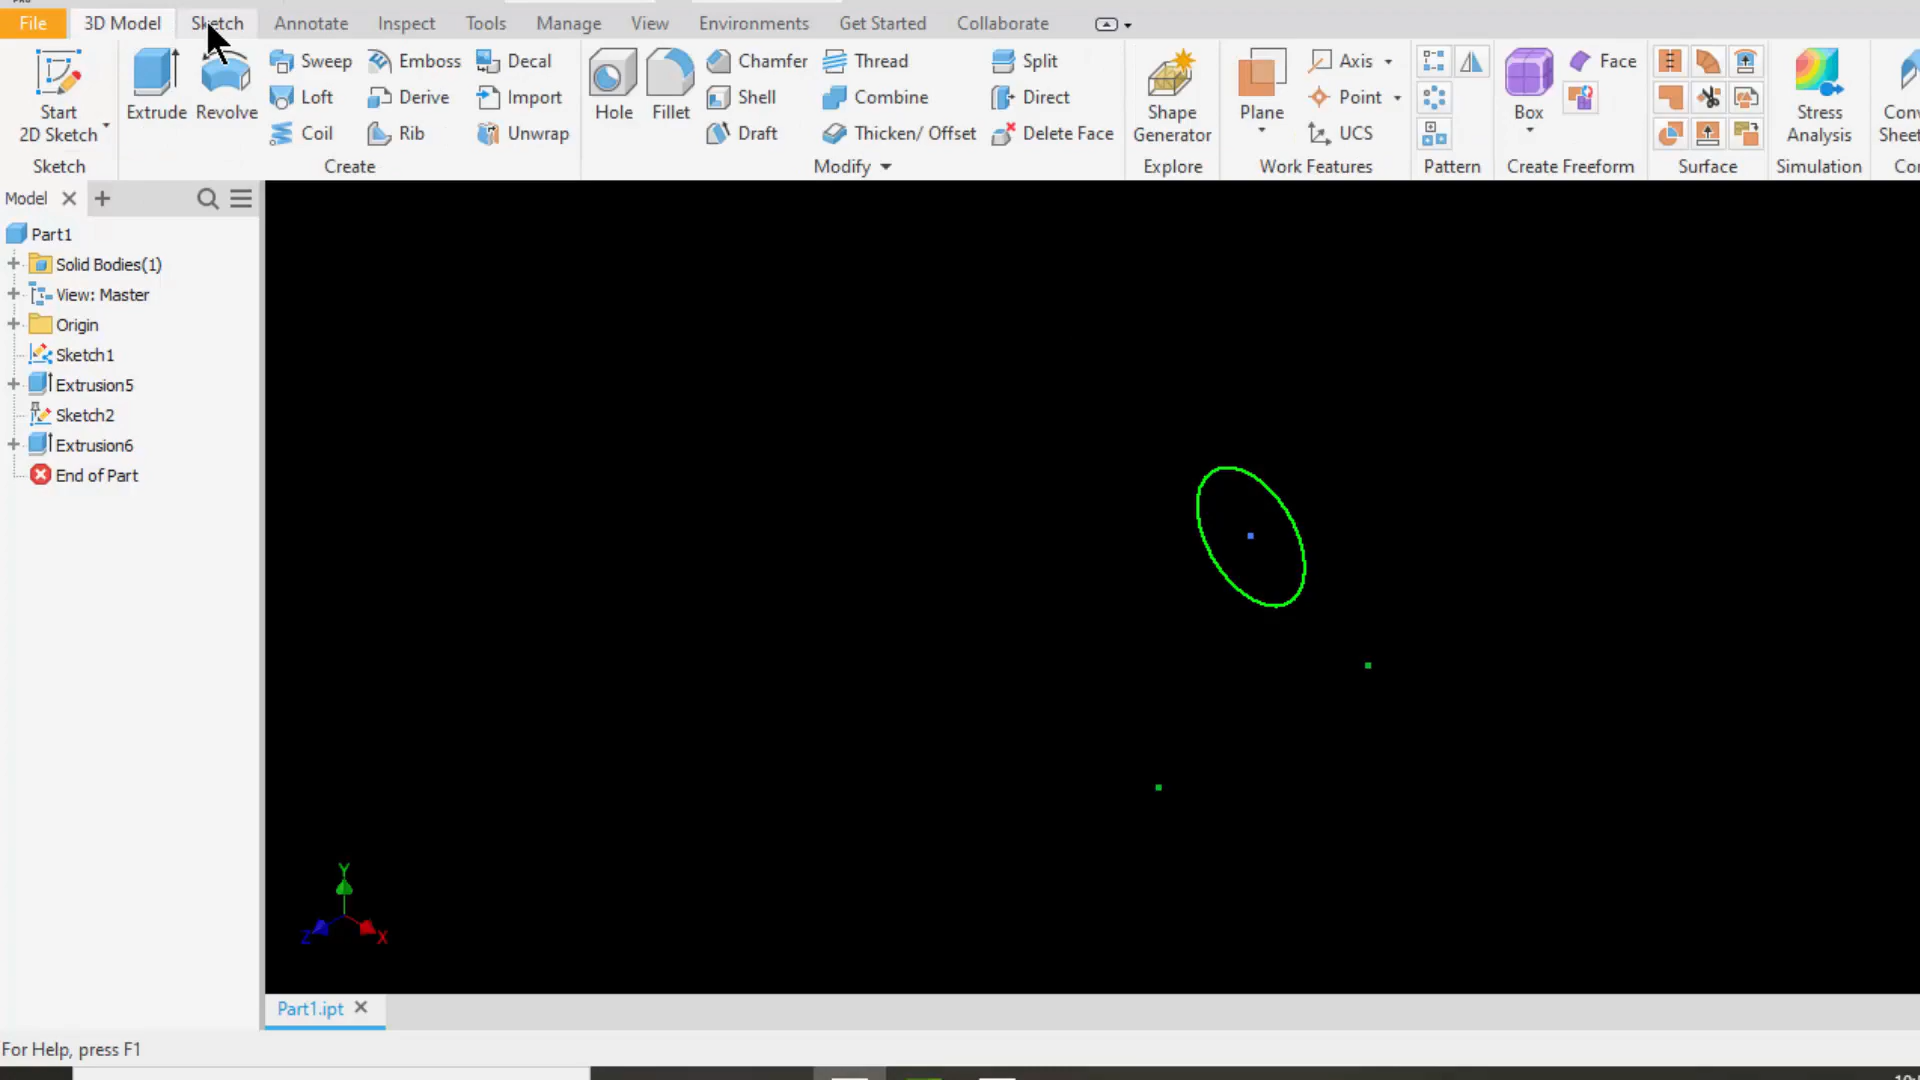 File 3D Model Sketch Annotate Inspect Tools Manage View Environments Get Started Collaborate
Start
2D Sketch
Sketch
Extrude
Revolve
Sweep
Loft
Coil
Emboss
Derive
Rib
Decal
Import
Unwrap
Create
Hole
Fillet
Chamfer
Shell
Draft
Thread
Combine
Thicken/ Offset
Split
Direct
Delete Face
Modify
Shape
Generator
Explore
Plane
Axis
Point
UCS
Work Features
Pattern
Box
Face
Create Freeform
Surface
Stress
Analysis
Simulation
Model
Part1
Solid Bodies(1)
View: Master
Origin
Sketch1
Extrusion5
Sketch2
Extrusion6
End of Part
Y
Z
X
Part1.ipt
For Help, press F1